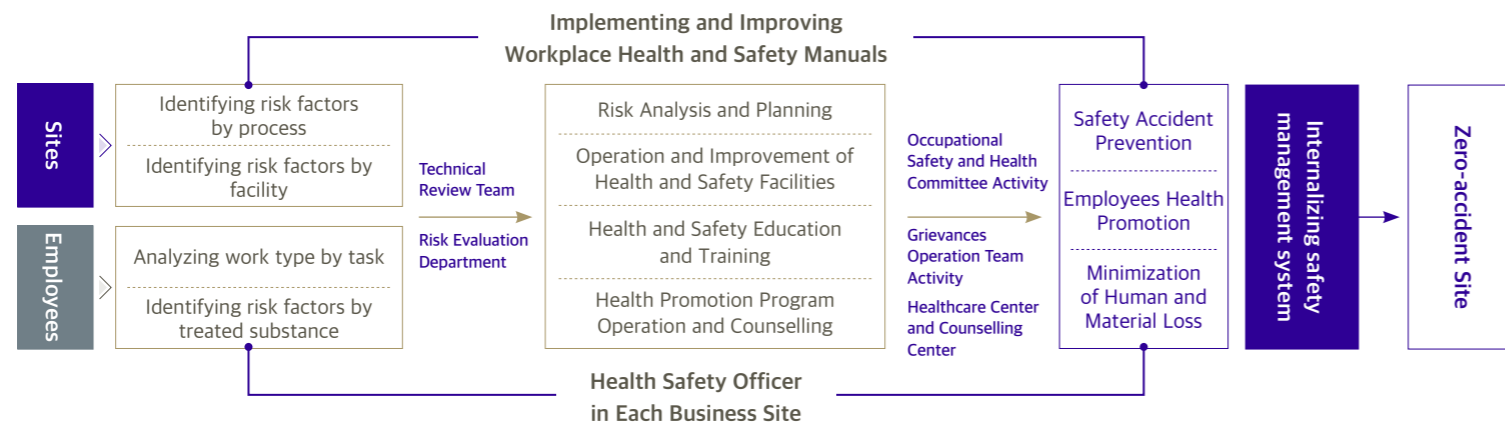 Implementing and Improving
Workplace Health and Safety Manuals
Sites
Identifying risk factors
by process
Identifying risk factors by
facility
Employees
Analyzing work type by task
Identifying risk factors by
treated substance
Technical
Review Team
Risk Evaluation
Department
Risk Analysis and Planning
Operation and Improvement of
Health and Safety Facilities
Health and Safety Education
and Training
Health Promotion Program
Operation and Counselling
Occupational
Safety and Health
Committee Activity
Grievances
Operation Team
Activity
Healthcare Center
and Counselling
Center
Safety Accident
Prevention
Employees Health
Promotion
Minimization
of Human and
Material Loss
Internalizing safety
management system
Zero-accident Site
Health Safety Officer
in Each Business Site